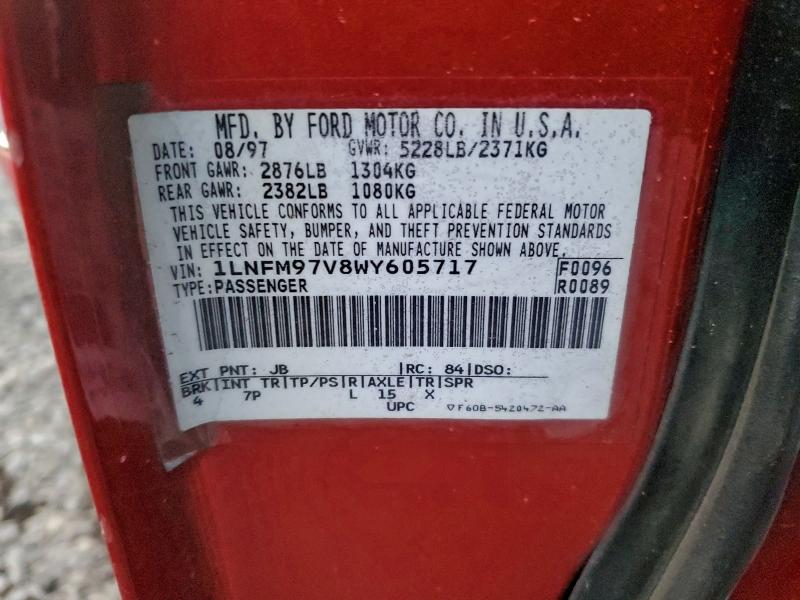 MFD. BY FORD MOTOR CO. IN U.S.A.
DATE: 08/97 GVWR: 5228LB/2371KG
FRONT GAWR: 2876LB 1304KG
REAR GAWR: 2382LB 1080KG
THIS VEHICLE CONFORMS TO ALL APPLICABLE FEDERAL MOTOR
VEHICLE SAFETY, BUMPER, AND THEFT PREVENTION STANDARDS
IN EFFECT ON THE DATE OF MANUFACTURE SHOWN ABOVE.
VIN: 1LNFM97V8WY605717 F0096
TYPE: PASSENGER R0089
EXT PNT: JB RC: 84 DSO:
BRK INT TR TP/PS R AXLE TR SPR
4 7P L 15 X
UPC ▽F60B-5420472-AA